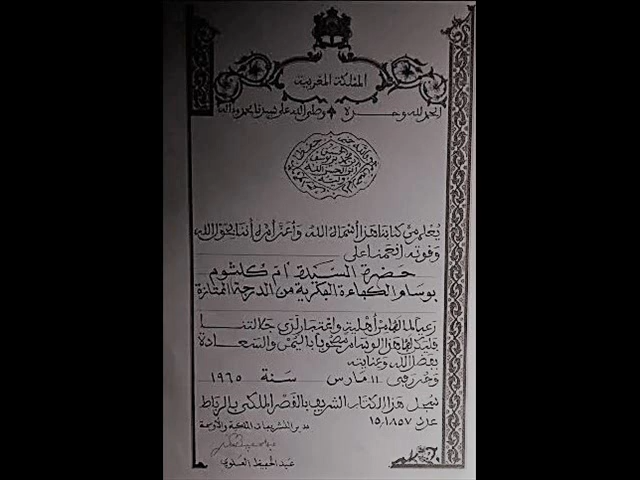 المملكة المغربية
الحمد لله وحده وصلى الله على سيدنا محمد وآله
يعلم من كتابنا هذا أسماه الله وأعز أمره أننا بحول الله
وقوته أنعمنا على
حضرة السيدة أم كلثوم
بوسام الكفاءة الفكرية من الدرجة الممتازة
رعيا لما لها من أهلية واعتبار لدى جلالتنا
فليكن لها هذا الوسام مصحوبا باليمن والسعادة
بفضل الله وعنايته
وحرر في ١١ مارس سنة ١٩٦٥
سجل هذا الكتاب الشريف بالقصر الملكي بالرباط
عدد ١٥.١٨٥٧
مدير التشريفات الملكية والأوسمة
عبد الحفيظ العلوي